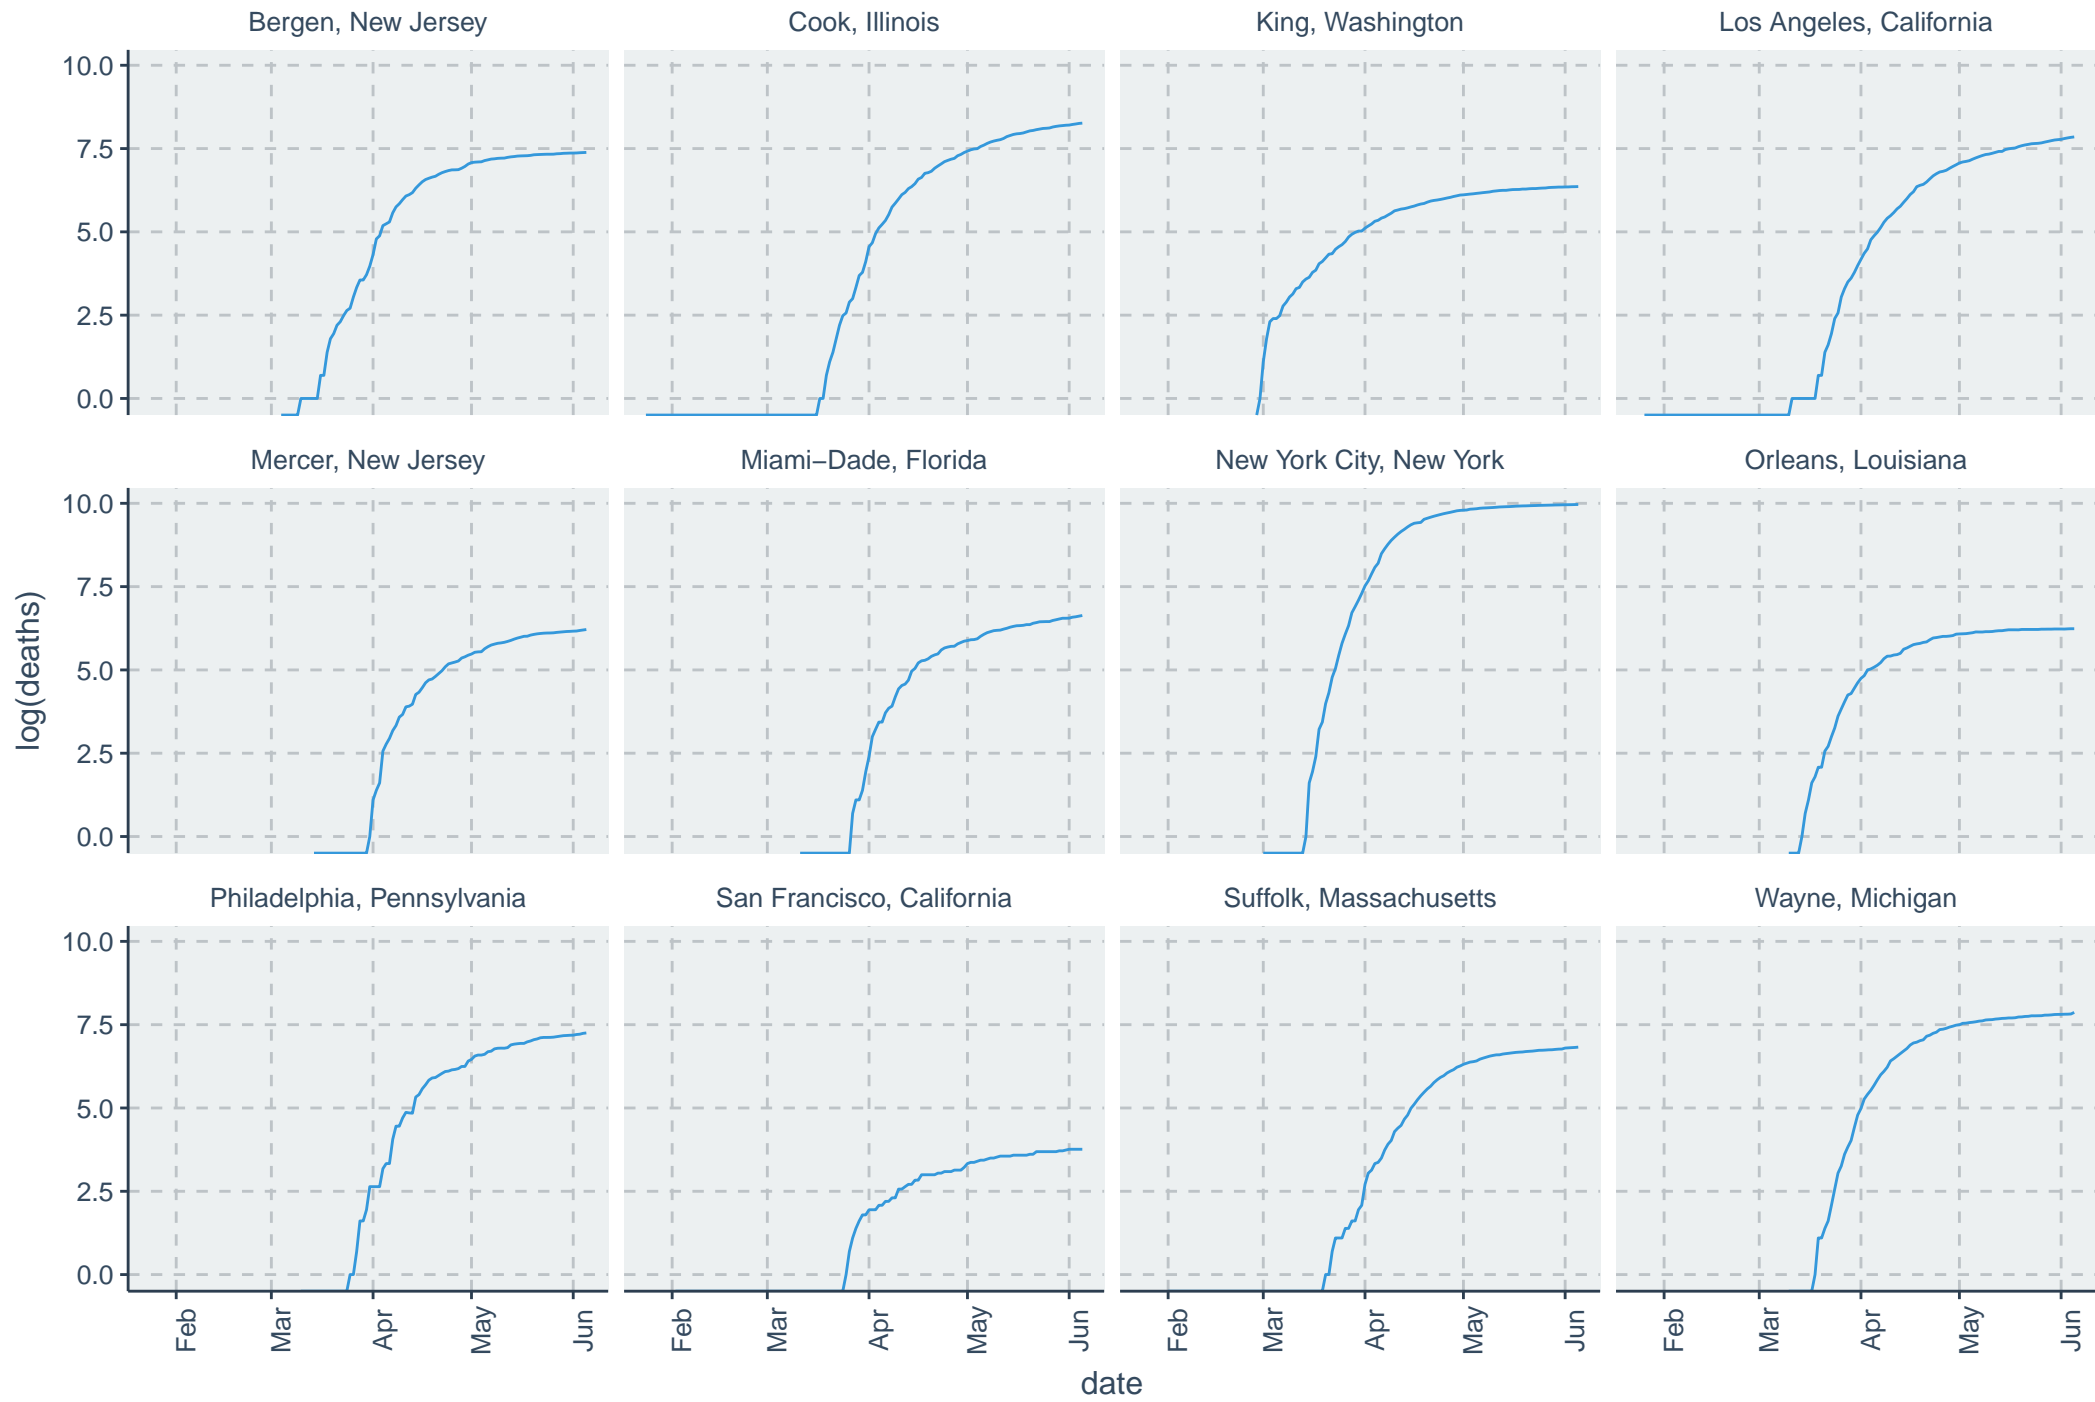 Bergen, New Jersey
Cook, Illinois
King, Washington
Los Angeles, California
10.0
7.5
5.0
2.5
0.0
Mercer, New Jersey
Miami−Dade, Florida
New York City, New York
Orleans, Louisiana
10.0
7.5
5.0
2.5
0.0
log(deaths)
Philadelphia, Pennsylvania
San Francisco, California
Suffolk, Massachusetts
Wayne, Michigan
10.0
7.5
5.0
2.5
0.0
Feb
Mar
Apr
May
Jun
Feb
Mar
Apr
May
Jun
Feb
Mar
Apr
May
Jun
Feb
Mar
Apr
May
Jun
date